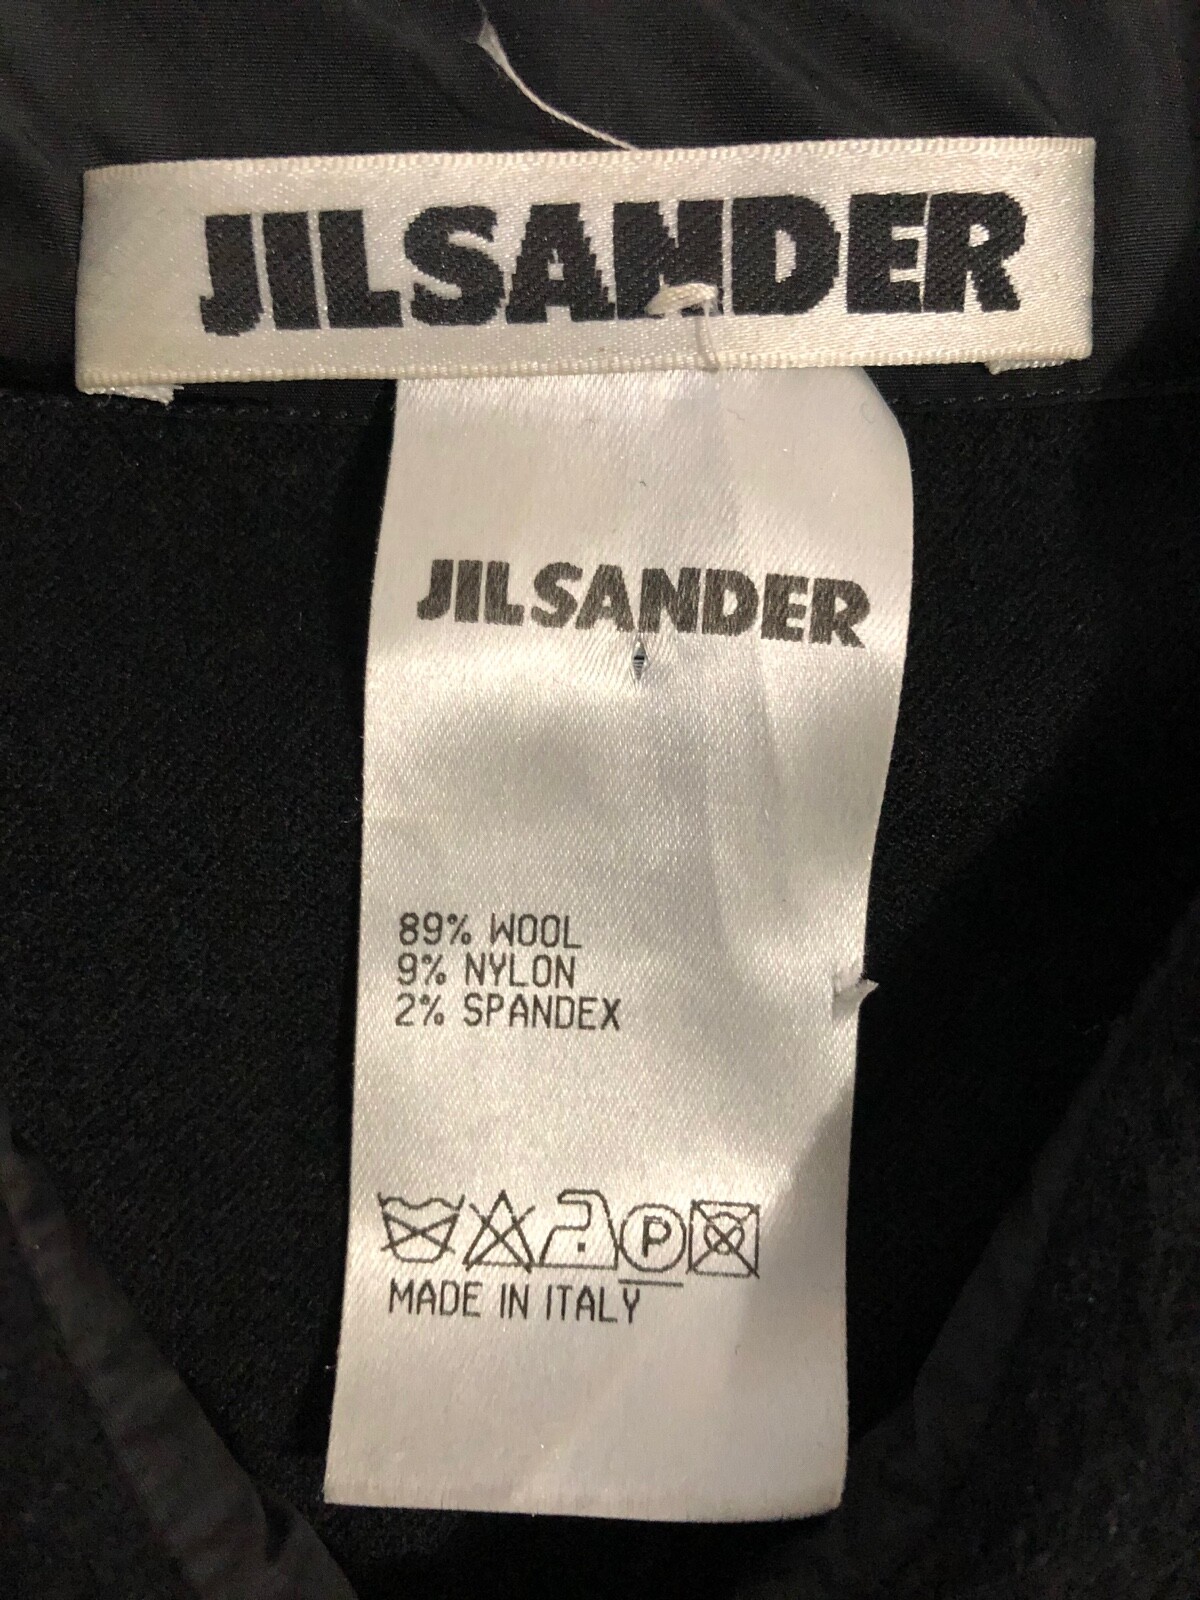 JILSANDER
JILSANDER
89% WOOL
9% NYLON
2% SPANDEX
P
MADE IN ITALY